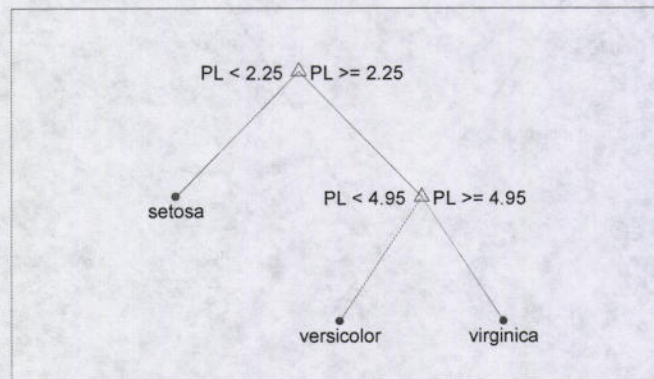 PL < 2.25 PL >= 2.25
setosa
PL < 4.95 PL >= 4.95
versicolor
virginica